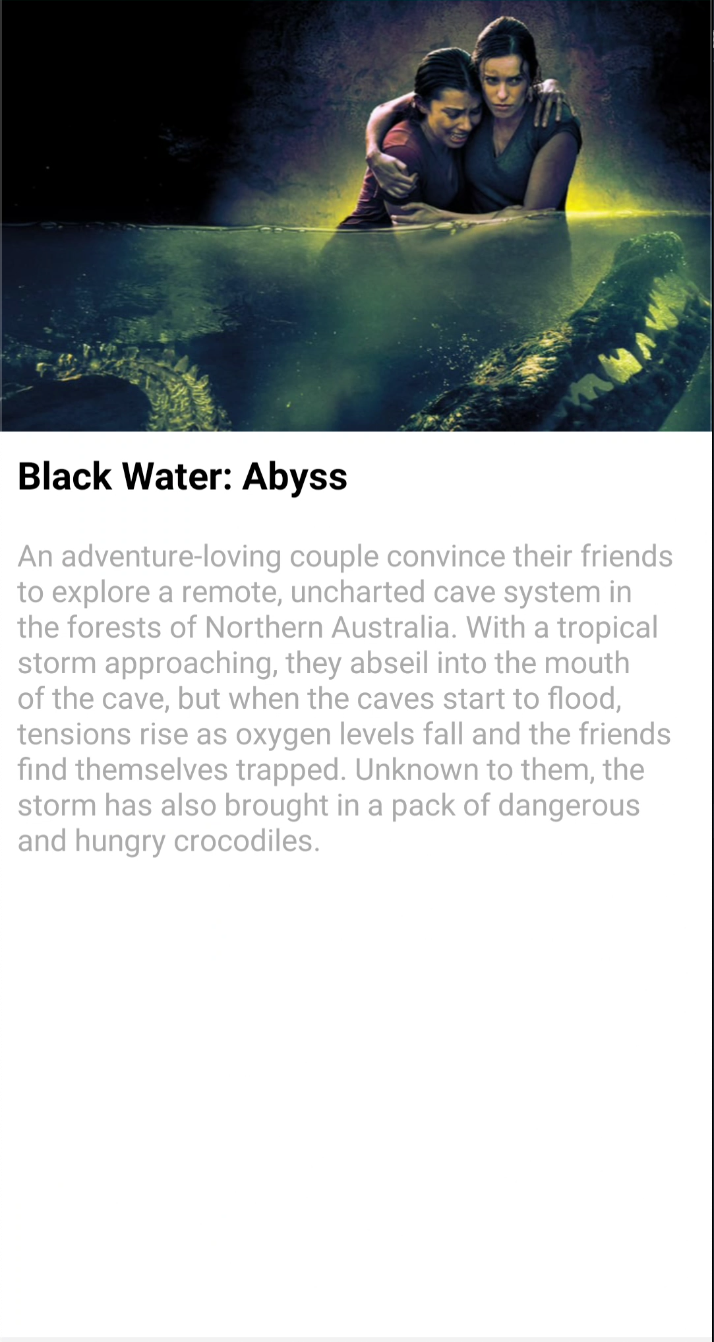 Black Water: Abyss
An adventure-loving couple convince their friends
to explore a remote, uncharted cave system in
the forests of Northern Australia. With a tropical
storm approaching, they abseil into the mouth
of the cave, but when the caves start to flood,
tensions rise as oxygen levels fall and the friends
find themselves trapped. Unknown to them, the
storm has also brought in a pack of dangerous
and hungry crocodiles.